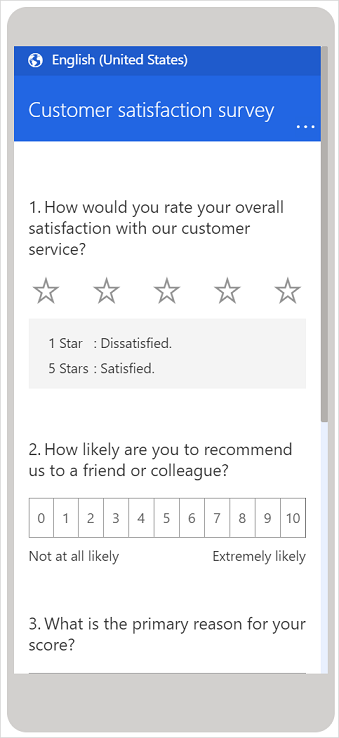 English (United States)
Customer satisfaction survey
...
1. How would you rate your overall
satisfaction with our customer
service?
1 Star : Dissatisfied.
5 Stars : Satisfied.
2. How likely are you to recommend
us to a friend or colleague?
0 1 2 3 4 5 6 7 8 9 10
Not at all likely Extremely likely
3. What is the primary reason for your
score?